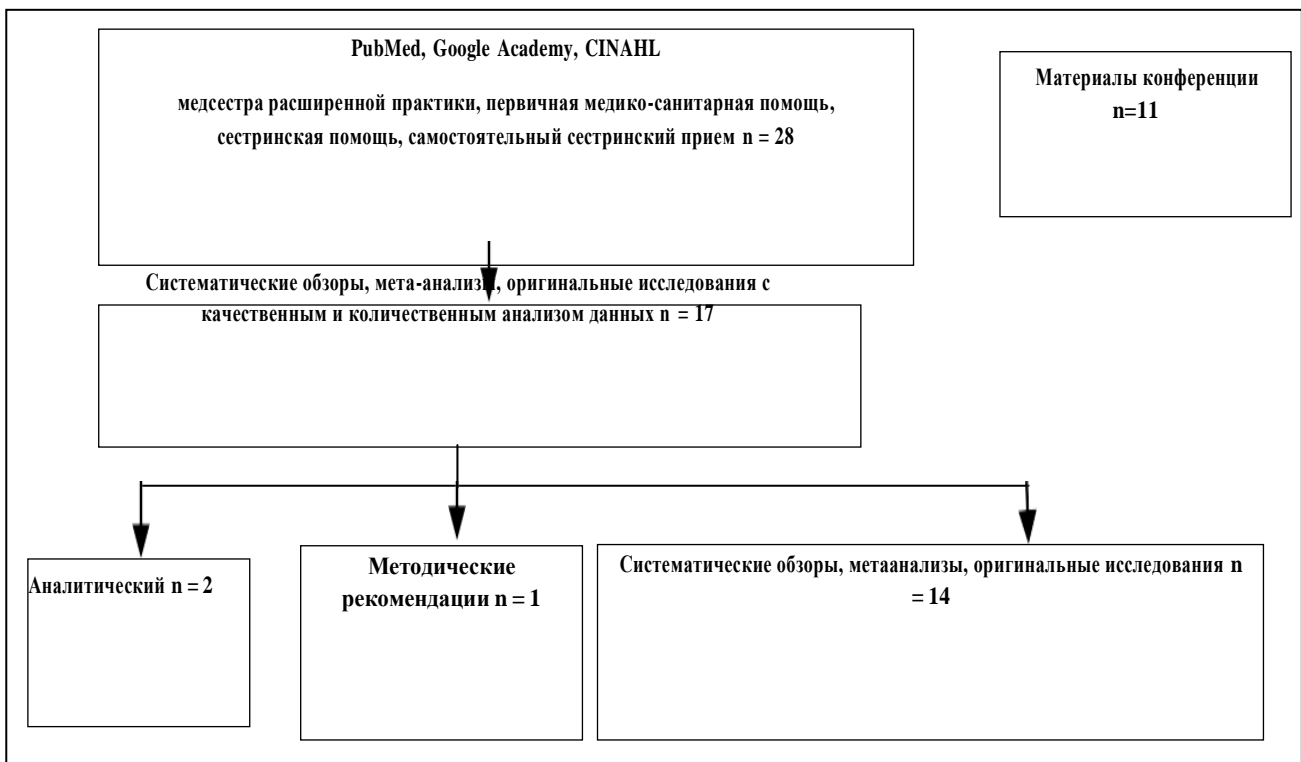 PubMed, Google Academy, CINAHL
медсестра расширенной практики, первичная медико-санитарная помощь,
сестринская помощь, самостоятельный сестринский прием n = 28
Материалы конференции
n=11
Систематические обзоры, мета-анализы, оригинальные исследования с
качественным и количественным анализом данных n = 17
Аналитический n = 2
Методические
рекомендации n = 1
Систематические обзоры, метаанализы, оригинальные исследования n
= 14